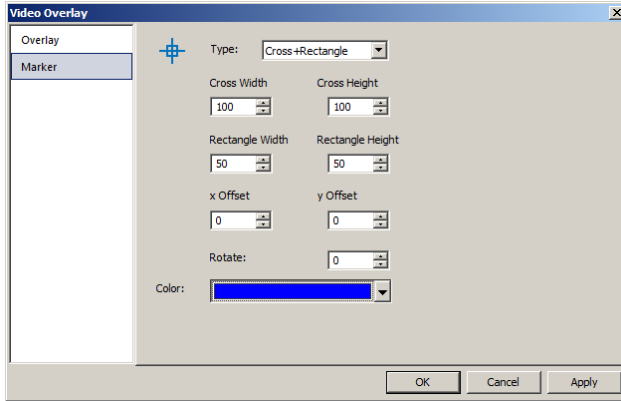 Video Overlay
Overlay
Marker
Type: Cross+Rectangle
Cross Width Cross Height
100 100
Rectangle Width Rectangle Height
50 50
x Offset y Offset
0 0
Rotate: 0
Color:
OK Cancel Apply